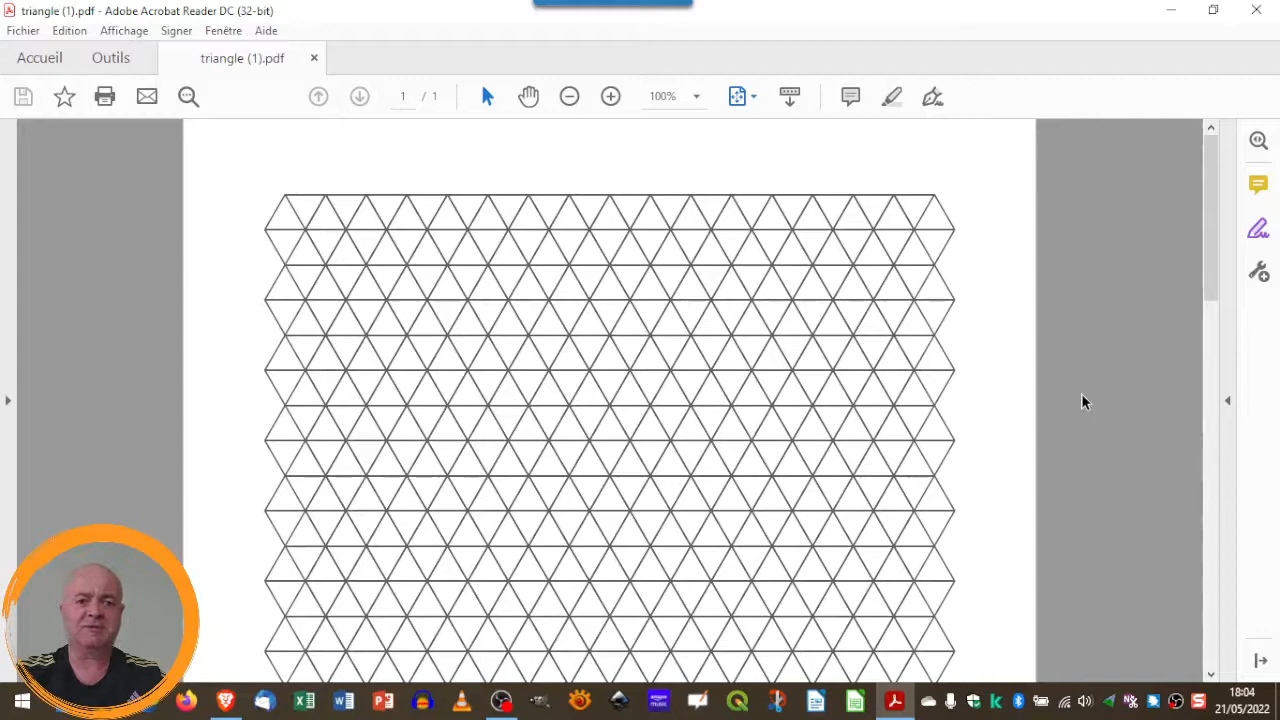 triangle (1).pdf - Adobe Acrobat Reader DC (32-bit)
Fichier Edition Affichage Signer Fenêtre Aide
Accueil Outils triangle (1).pdf
1 / 1 100%
18:04
21/05/2022